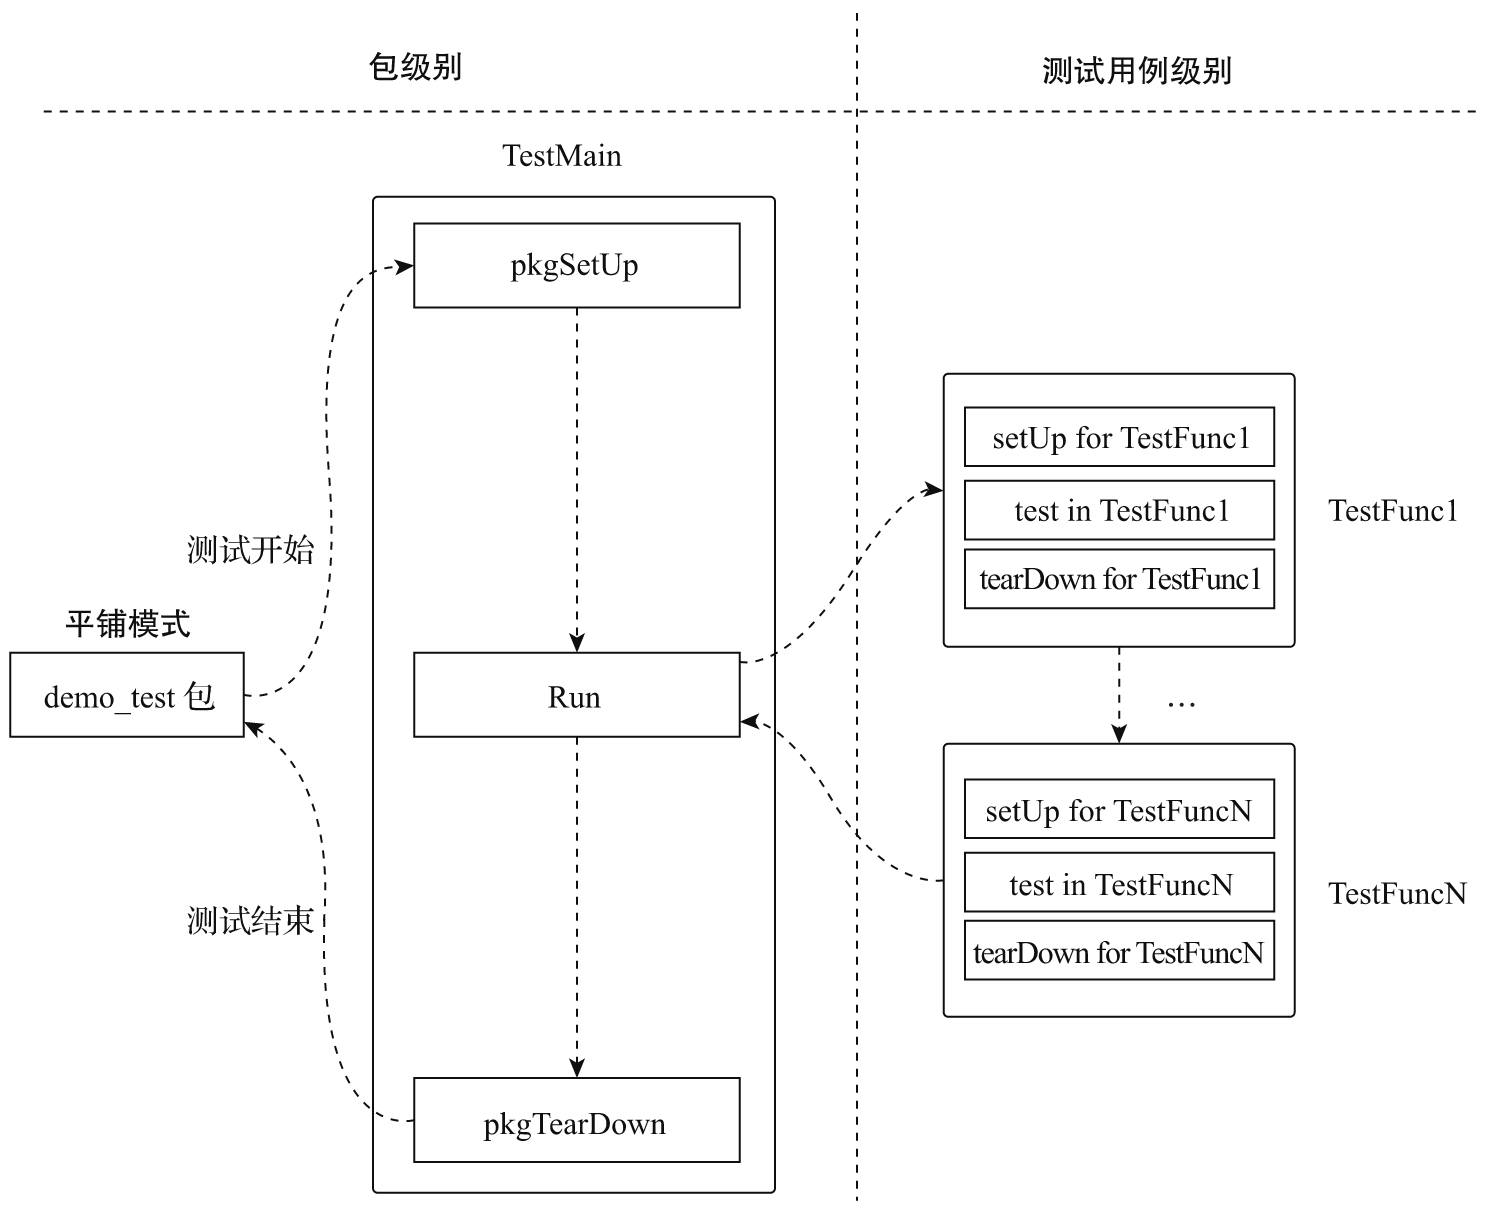 包级别
测试用例级别
TestMain
pkgSetUp
setUp for TestFunc1
test in TestFunc1
TestFunc1
测试开始
tearDown for TestFunc1
平铺模式
demo_test 包
Run
...
setUp for TestFuncN
test in TestFuncN
TestFuncN
测试结束
tearDown for TestFuncN
pkgTearDown